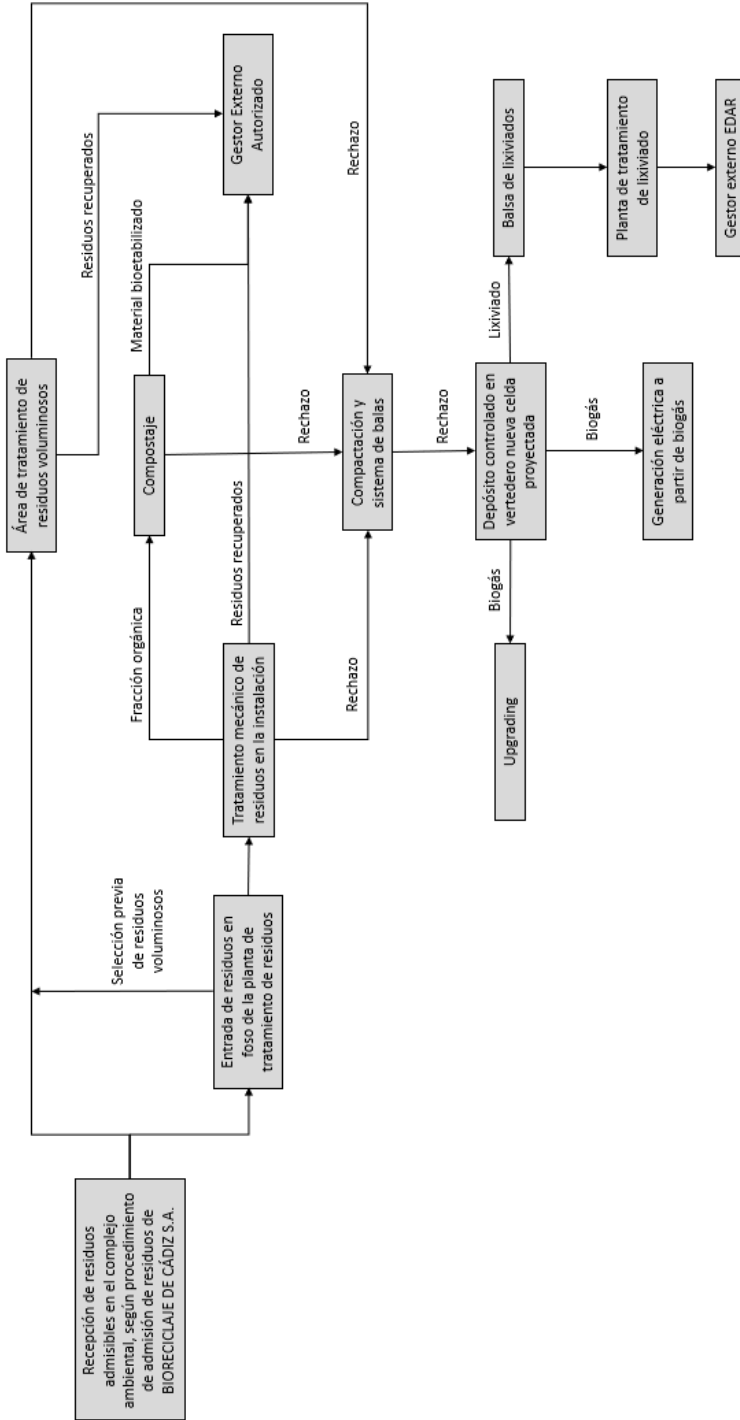 Recepción de residuos
admisibles en el complejo
ambiental, según procedimiento
de admisión de residuos de
BIORECICLAJE DE CÁDIZ S.A.
Selección previa
de residuos
voluminosos
Entrada de residuos en
foso de la planta de
tratamiento de residuos
Área de tratamiento de
residuos voluminosos
Residuos recuperados
Rechazo
Fracción orgánica
Tratamiento mecánico de
residuos en la instalación
Residuos recuperados
Rechazo
Compostaje
Material bioetabilizado
Rechazo
Gestor Externo
Autorizado
Compactación y
sistema de balas
Rechazo
Depósito controlado en
vertedero nueva celda
proyectada
Biogás
Upgrading
Biogás
Generación eléctrica a
partir de biogás
Lixiviado
Balsa de lixiviados
Planta de tratamiento
de lixiviado
Gestor externo EDAR